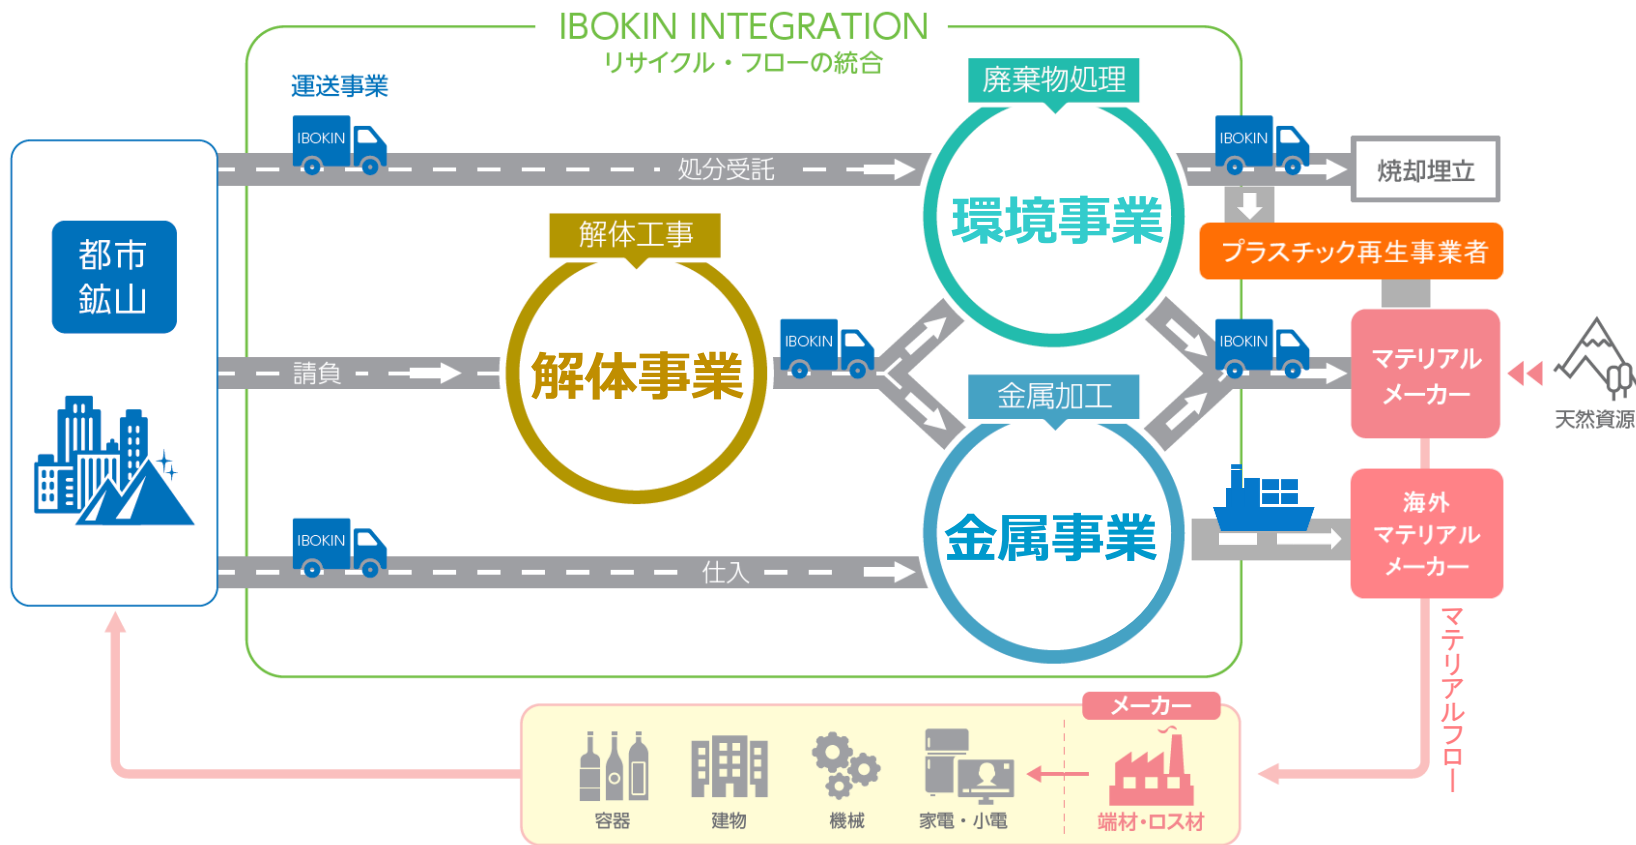 IBOKIN INTEGRATION
リサイクル・フローの統合
運送事業
廃棄物処理
IBOKIN
IBOKIN
処分受託
焼却埋立
環境事業
解体工事
プラスチック再生事業者
都市
鉱山
IBOKIN
IBOKIN
請負
解体事業
マテリアル
メーカー
天然資源
金属加工
金属事業
海外
マテリアル
メーカー
IBOKIN
仕入
マテリアルフロー
メーカー
容器
建物
機械
家電・小電
端材・ロス材